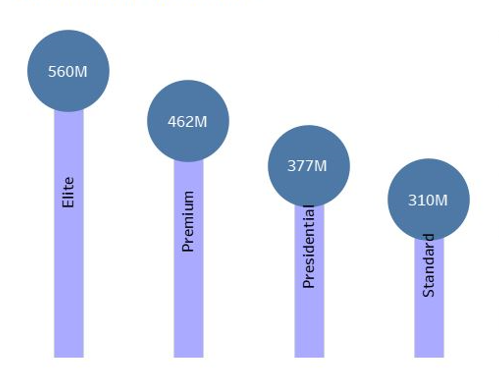 560M
462M
377M
310M
Elite
Premium
Presidential
Standard